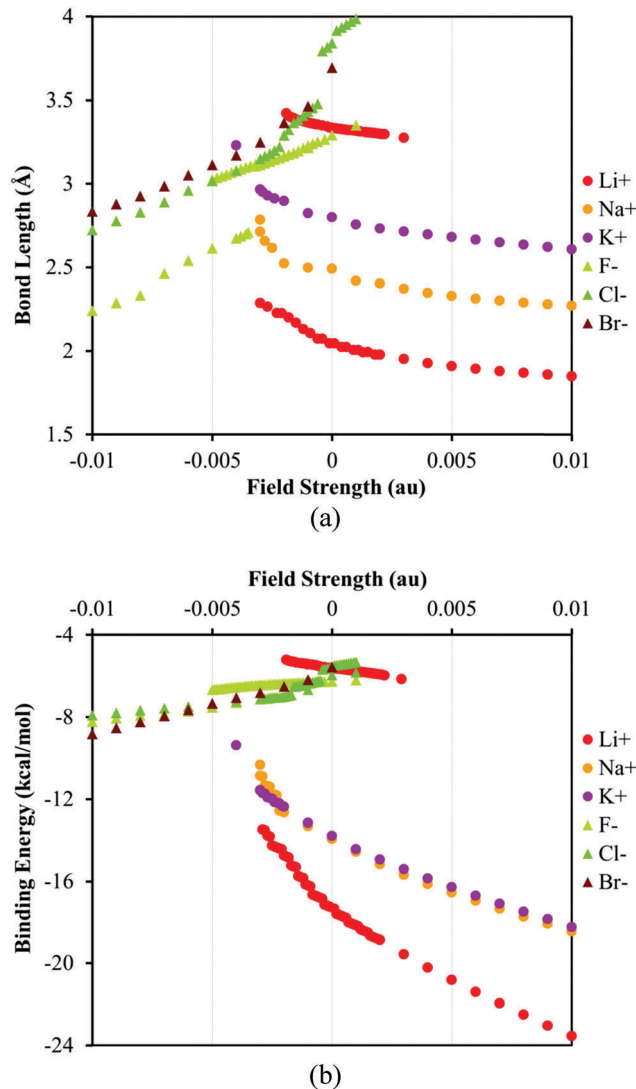 4
3.5
3
2.5
2
1.5
Bond Length (Å)
-0.01 -0.005 0 0.005 0.01
Field Strength (au)
Li+
Na+
K+
F-
Cl-
Br-
(a)
Field Strength (au)
-0.01 -0.005 0 0.005 0.01
-4
-8
-12
-16
-20
-24
Binding Energy (kcal/mol)
Li+
Na+
K+
F-
Cl-
Br-
(b)